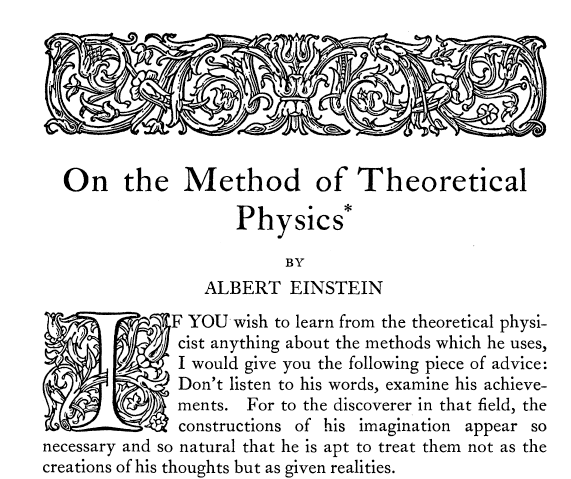 On the Method of Theoretical
Physics*
BY
ALBERT EINSTEIN
IF YOU wish to learn from the theoretical physi-
cist anything about the methods which he uses,
I would give you the following piece of advice:
Don't listen to his words, examine his achieve-
ments. For to the discoverer in that field, the
constructions of his imagination appear so
necessary and so natural that he is apt to treat them not as the
creations of his thoughts but as given realities.